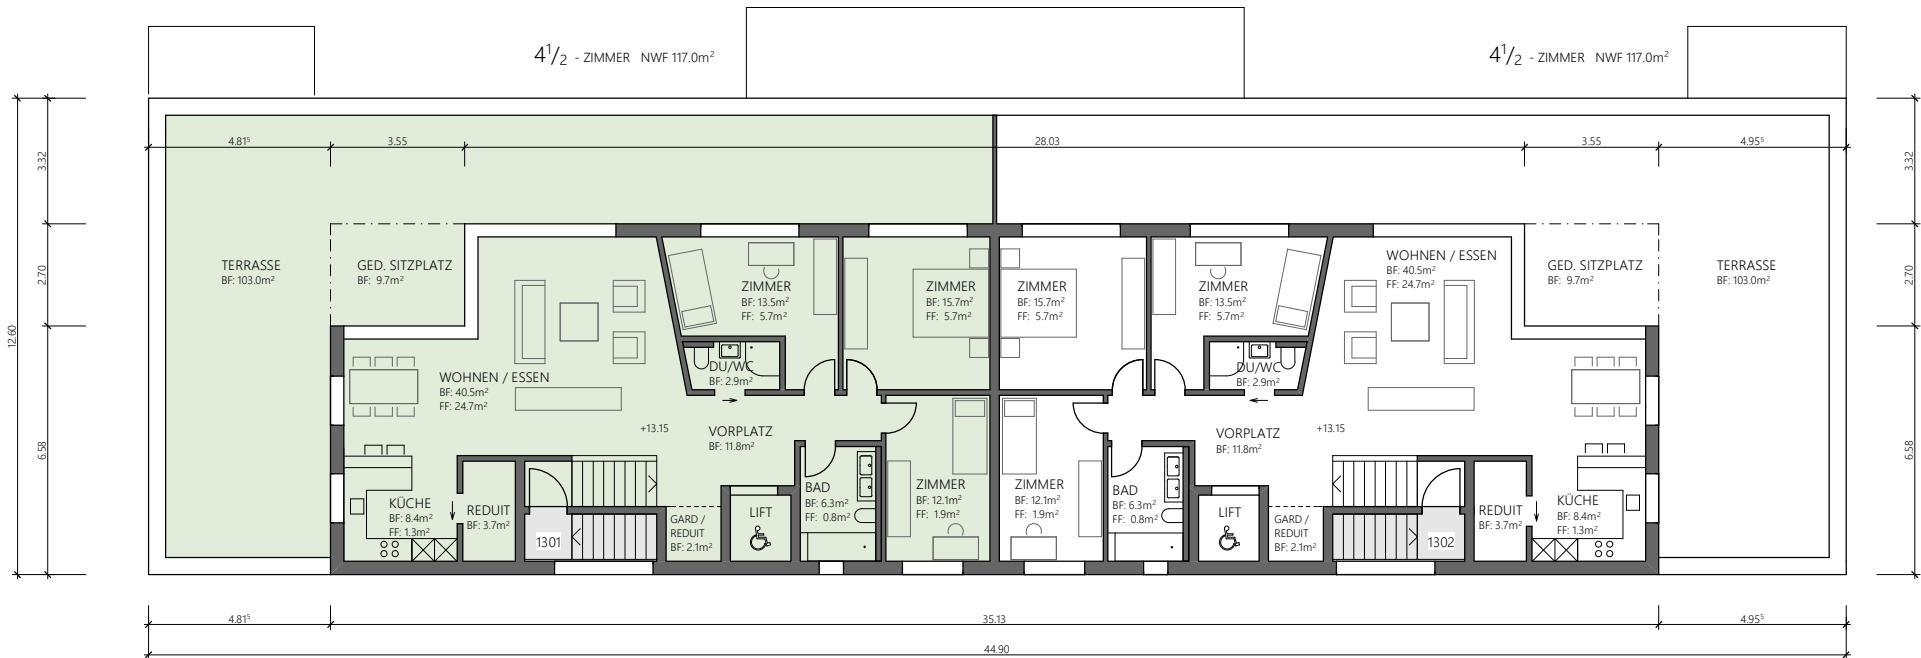 4 1/2 - ZIMMER NWF 117.0m²
4 1/2 - ZIMMER NWF 117.0m²
4.81⁵
3.55
28.03
3.55
4.95⁵
3.32
2.70
6.58
12.60
3.32
2.70
6.58
TERRASSE
BF: 103.0m²
GED. SITZPLATZ
BF: 9.7m²
ZIMMER
BF: 13.5m²
FF: 5.7m²
ZIMMER
BF: 15.7m²
FF: 5.7m²
ZIMMER
BF: 15.7m²
FF: 5.7m²
ZIMMER
BF: 13.5m²
FF: 5.7m²
WOHNEN / ESSEN
BF: 40.5m²
FF: 24.7m²
GED. SITZPLATZ
BF: 9.7m²
TERRASSE
BF: 103.0m²
WOHNEN / ESSEN
BF: 40.5m²
FF: 24.7m²
DU/WC
BF: 2.9m²
DU/WC
BF: 2.9m²
+13.15
VORPLATZ
BF: 11.8m²
VORPLATZ
BF: 11.8m²
+13.15
KÜCHE
BF: 8.4m²
FF: 1.3m²
REDUIT
BF: 3.7m²
1301
GARD /
REDUIT
BF: 2.1m²
LIFT
BAD
BF: 6.3m²
FF: 0.8m²
ZIMMER
BF: 12.1m²
FF: 1.9m²
ZIMMER
BF: 12.1m²
FF: 1.9m²
BAD
BF: 6.3m²
FF: 0.8m²
LIFT
GARD /
REDUIT
BF: 2.1m²
1302
REDUIT
BF: 3.7m²
KÜCHE
BF: 8.4m²
FF: 1.3m²
4.81⁵
35.13
4.95⁵
44.90